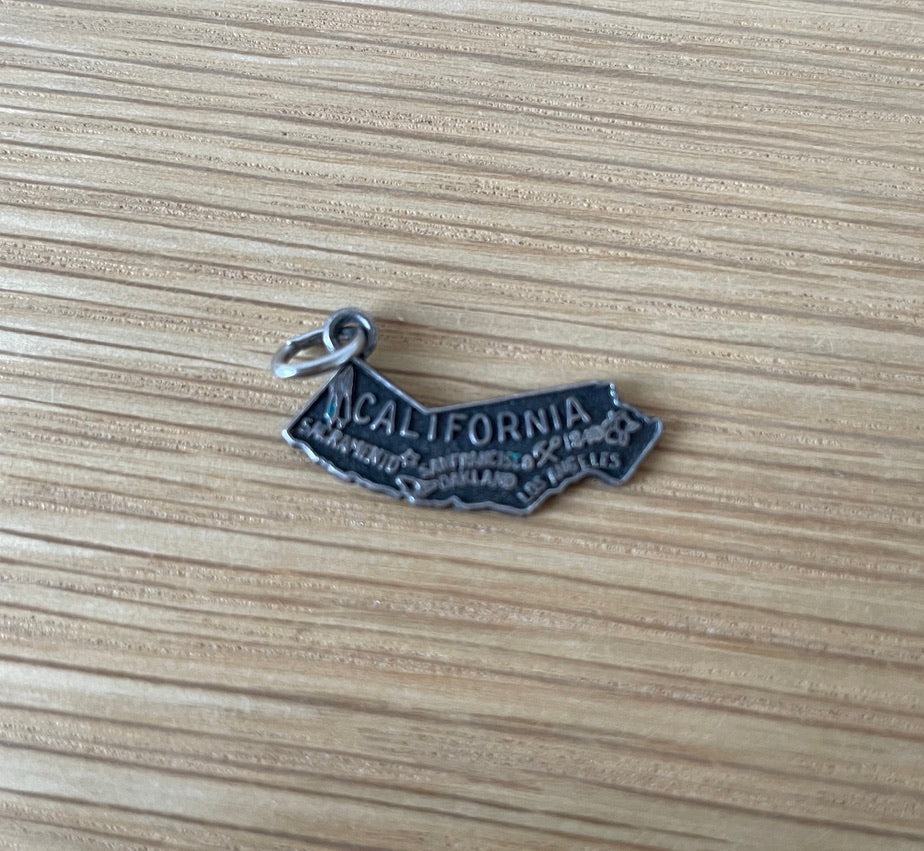 CALIFORNIA
SACRAMENTO
SAN FRANCISCO
1849
OAKLAND
LOS ANGELES